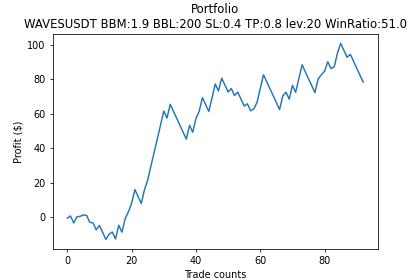 Portfolio
WAVESUSDT BBM:1.9 BBL:200 SL:0.4 TP:0.8 lev:20 WinRatio:51.0
100
80
60
40
20
0
Profit ($)
0 20 40 60 80
Trade counts